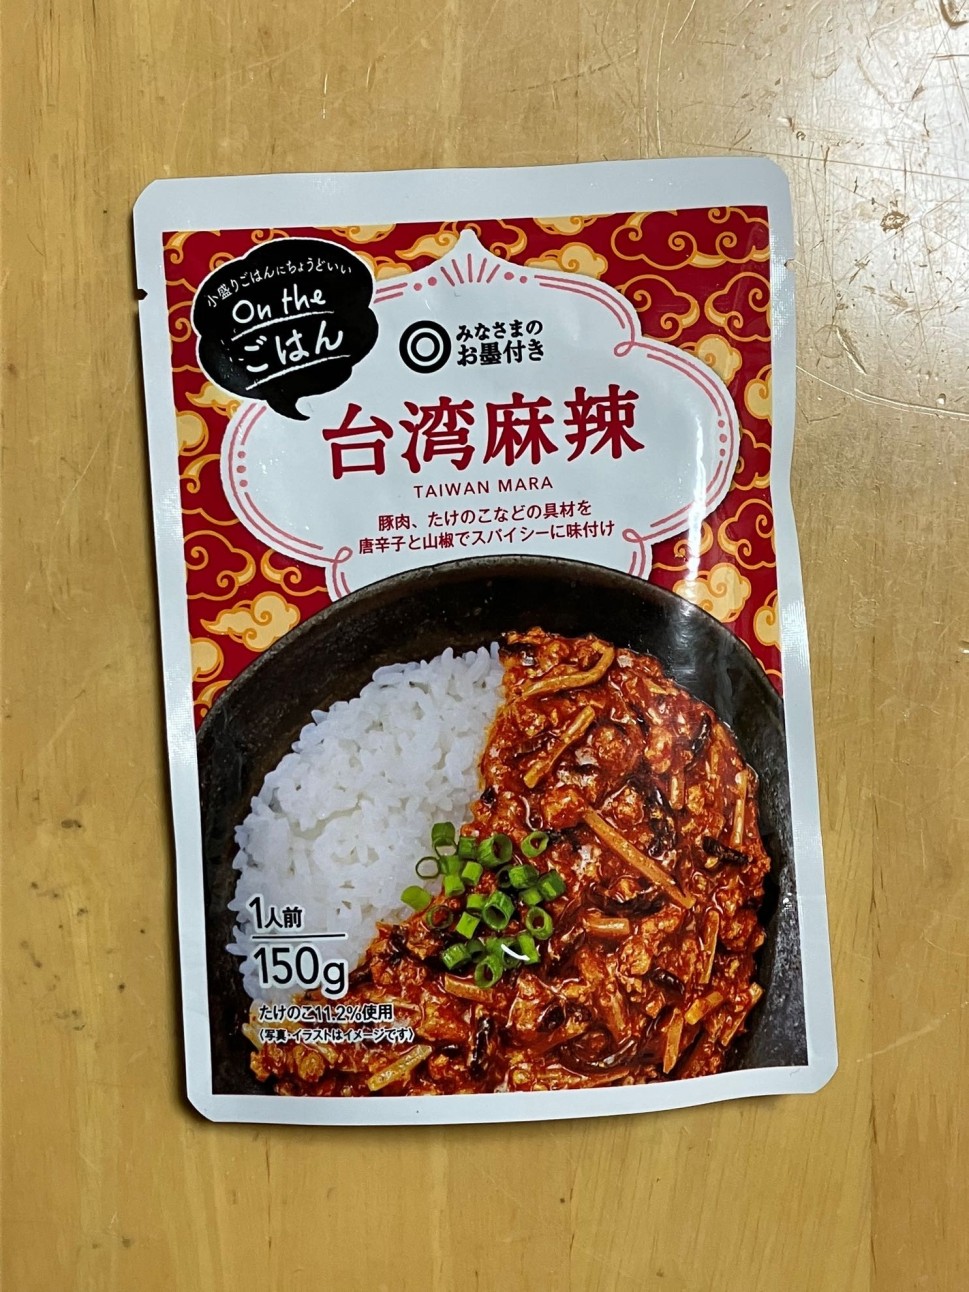 小盛りごはんにちょうどいい
On the
ごはん
みなさまの
お墨付き
台湾麻辣
TAIWAN MARA
豚肉、たけのこなどの具材を
唐辛子と山椒でスパイシーに味付け
1人前
150g
たけのこ11.2%使用
(写真・イラストはイメージです)